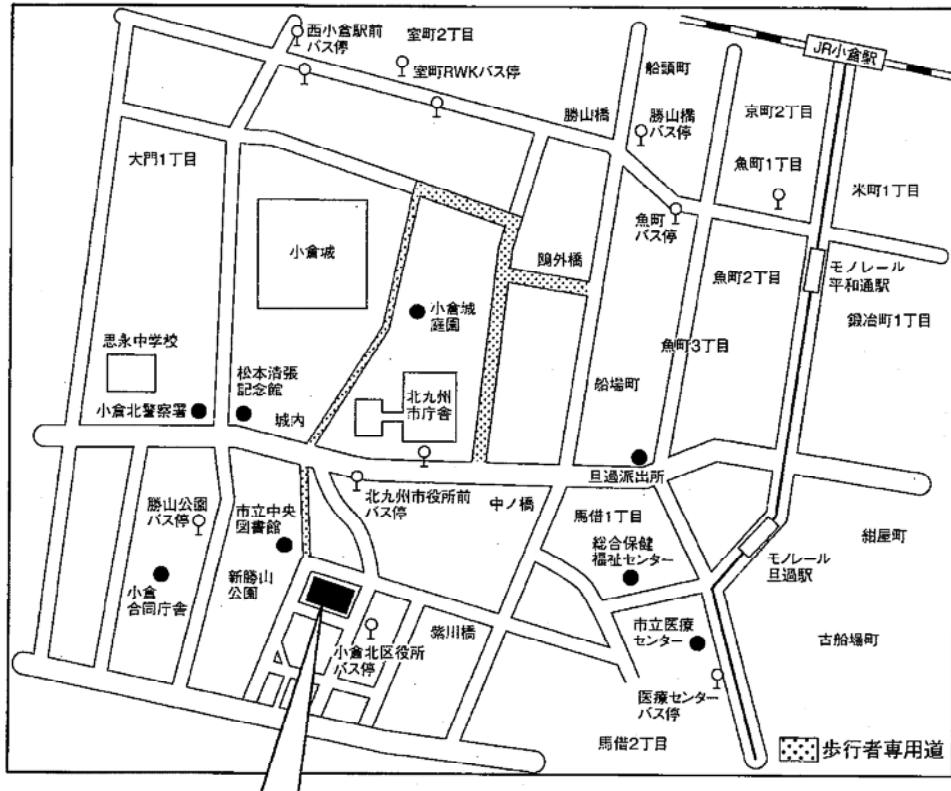 西小倉駅前
バス停
室町2丁目
室町RWKバス停
JR小倉駅
船頭町
勝山橋
勝山橋
バス停
京町2丁目
魚町1丁目
米町1丁目
大門1丁目
小倉城
鴎外橋
魚町
バス停
魚町2丁目
モノレール
平和通駅
小倉城
庭園
鍛冶町1丁目
思永中学校
魚町3丁目
松本清張
記念館
船場町
小倉北警察署
城内
北九州
市庁舎
旦過派出所
北九州市役所前
バス停
中ノ橋
勝山公園
バス停
市立中央
図書館
馬借1丁目
総合保健
福祉センター
紺屋町
モノレール
旦過駅
小倉
合同庁舎
新勝山
公園
紫川橋
小倉北区役所
バス停
市立医療
センター
古船場町
医療センター
バス停
馬借2丁目
歩行者専用道